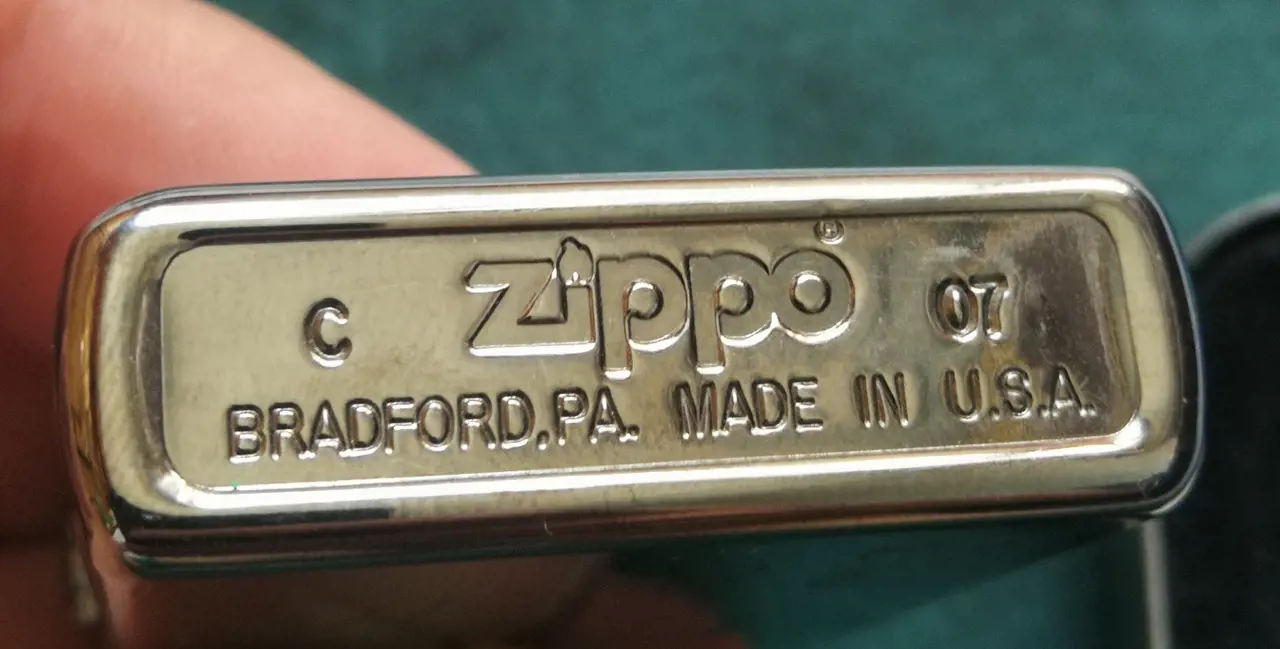 C zippo® 07
BRADFORD, PA. MADE IN U.S.A.